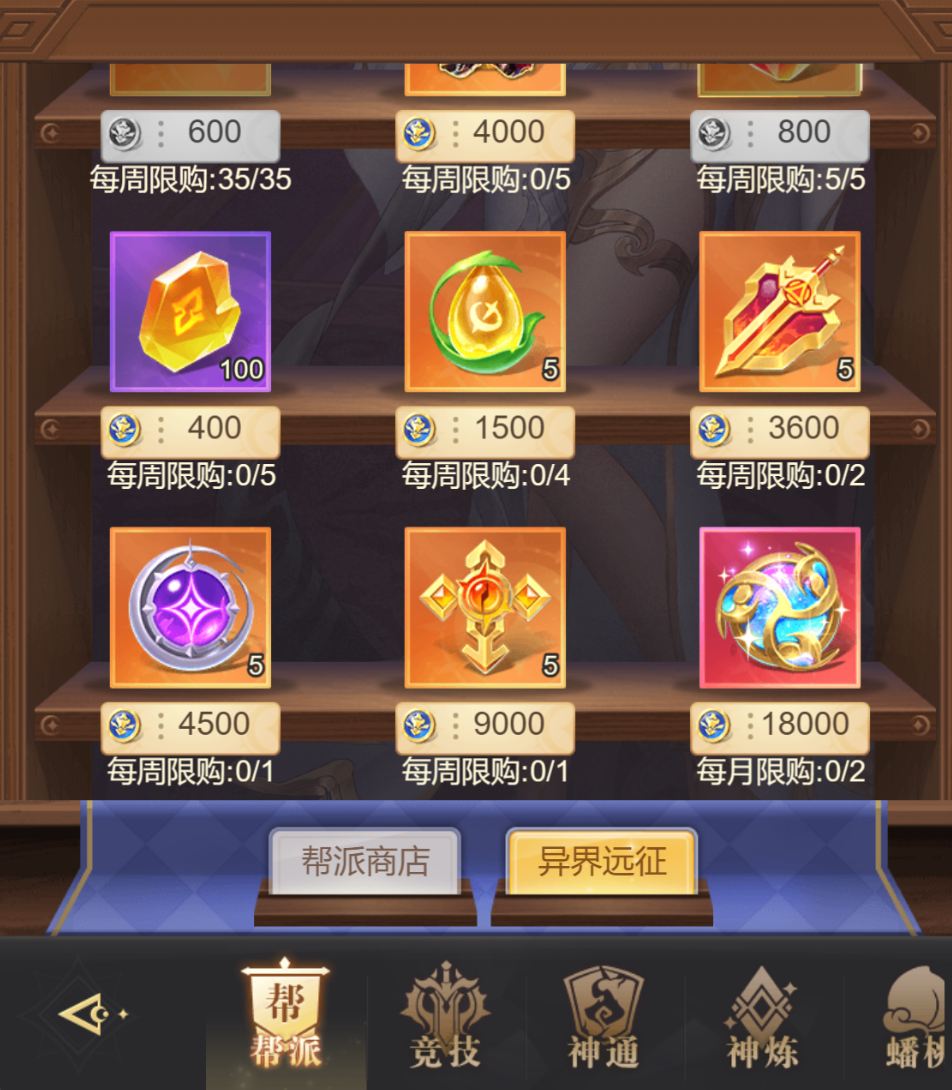 600 4000 800
每周限购:35/35 每周限购:0/5 每周限购:5/5
100 5 5
400 1500 3600
每周限购:0/5 每周限购:0/4 每周限购:0/2
5 5
4500 9000 18000
每周限购:0/1 每周限购:0/1 每月限购:0/2
帮派商店 异界远征
帮
帮派 竞技 神通 神炼 蟠桃